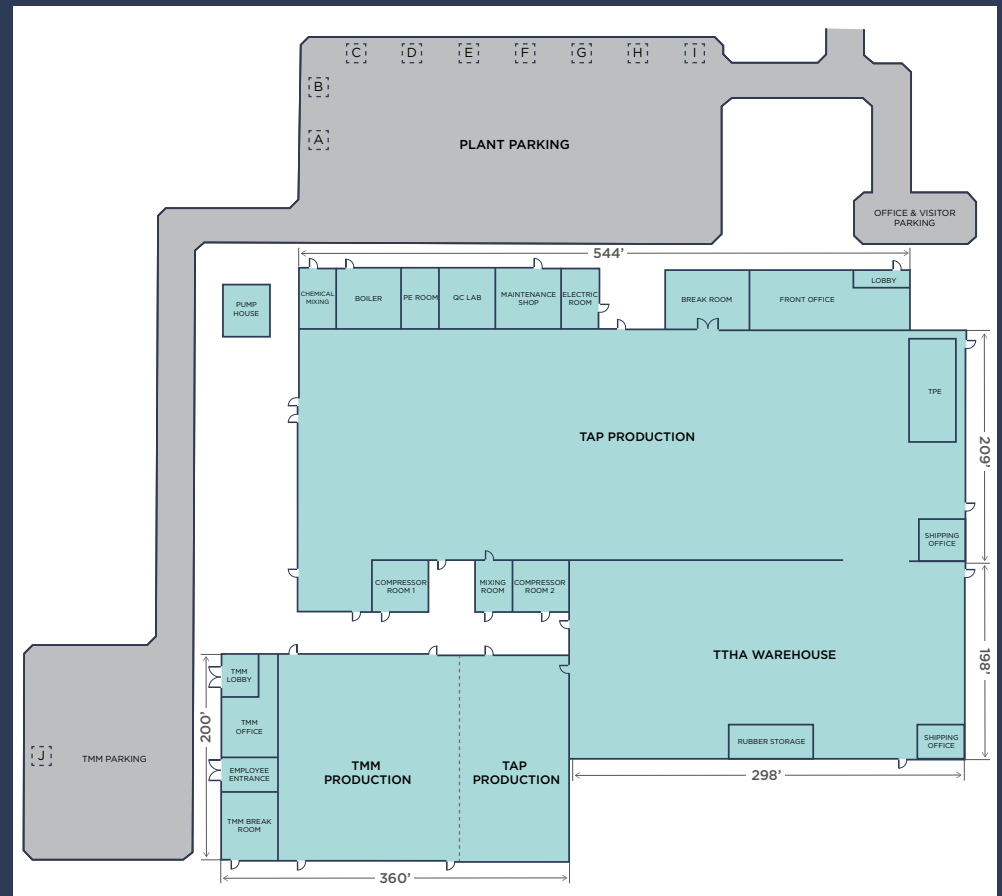 C
D
E
F
G
H
I
B
A
PLANT PARKING
OFFICE & VISITOR
PARKING
544'
CHEMICAL
MIXING
BOILER
PE ROOM
QC LAB
MAINTENANCE
SHOP
ELECTRIC
ROOM
BREAK ROOM
FRONT OFFICE
LOBBY
PUMP
HOUSE
TPE
TAP PRODUCTION
209'
SHIPPING
OFFICE
COMPRESSOR
ROOM 1
MIXING
ROOM
COMPRESSOR
ROOM 2
TTHA WAREHOUSE
198'
TMM
LOBBY
200'
TMM
OFFICE
RUBBER STORAGE
SHIPPING
OFFICE
J
TMM PARKING
EMPLOYEE
ENTRANCE
TMM
PRODUCTION
TAP
PRODUCTION
298'
TMM BREAK
ROOM
360'